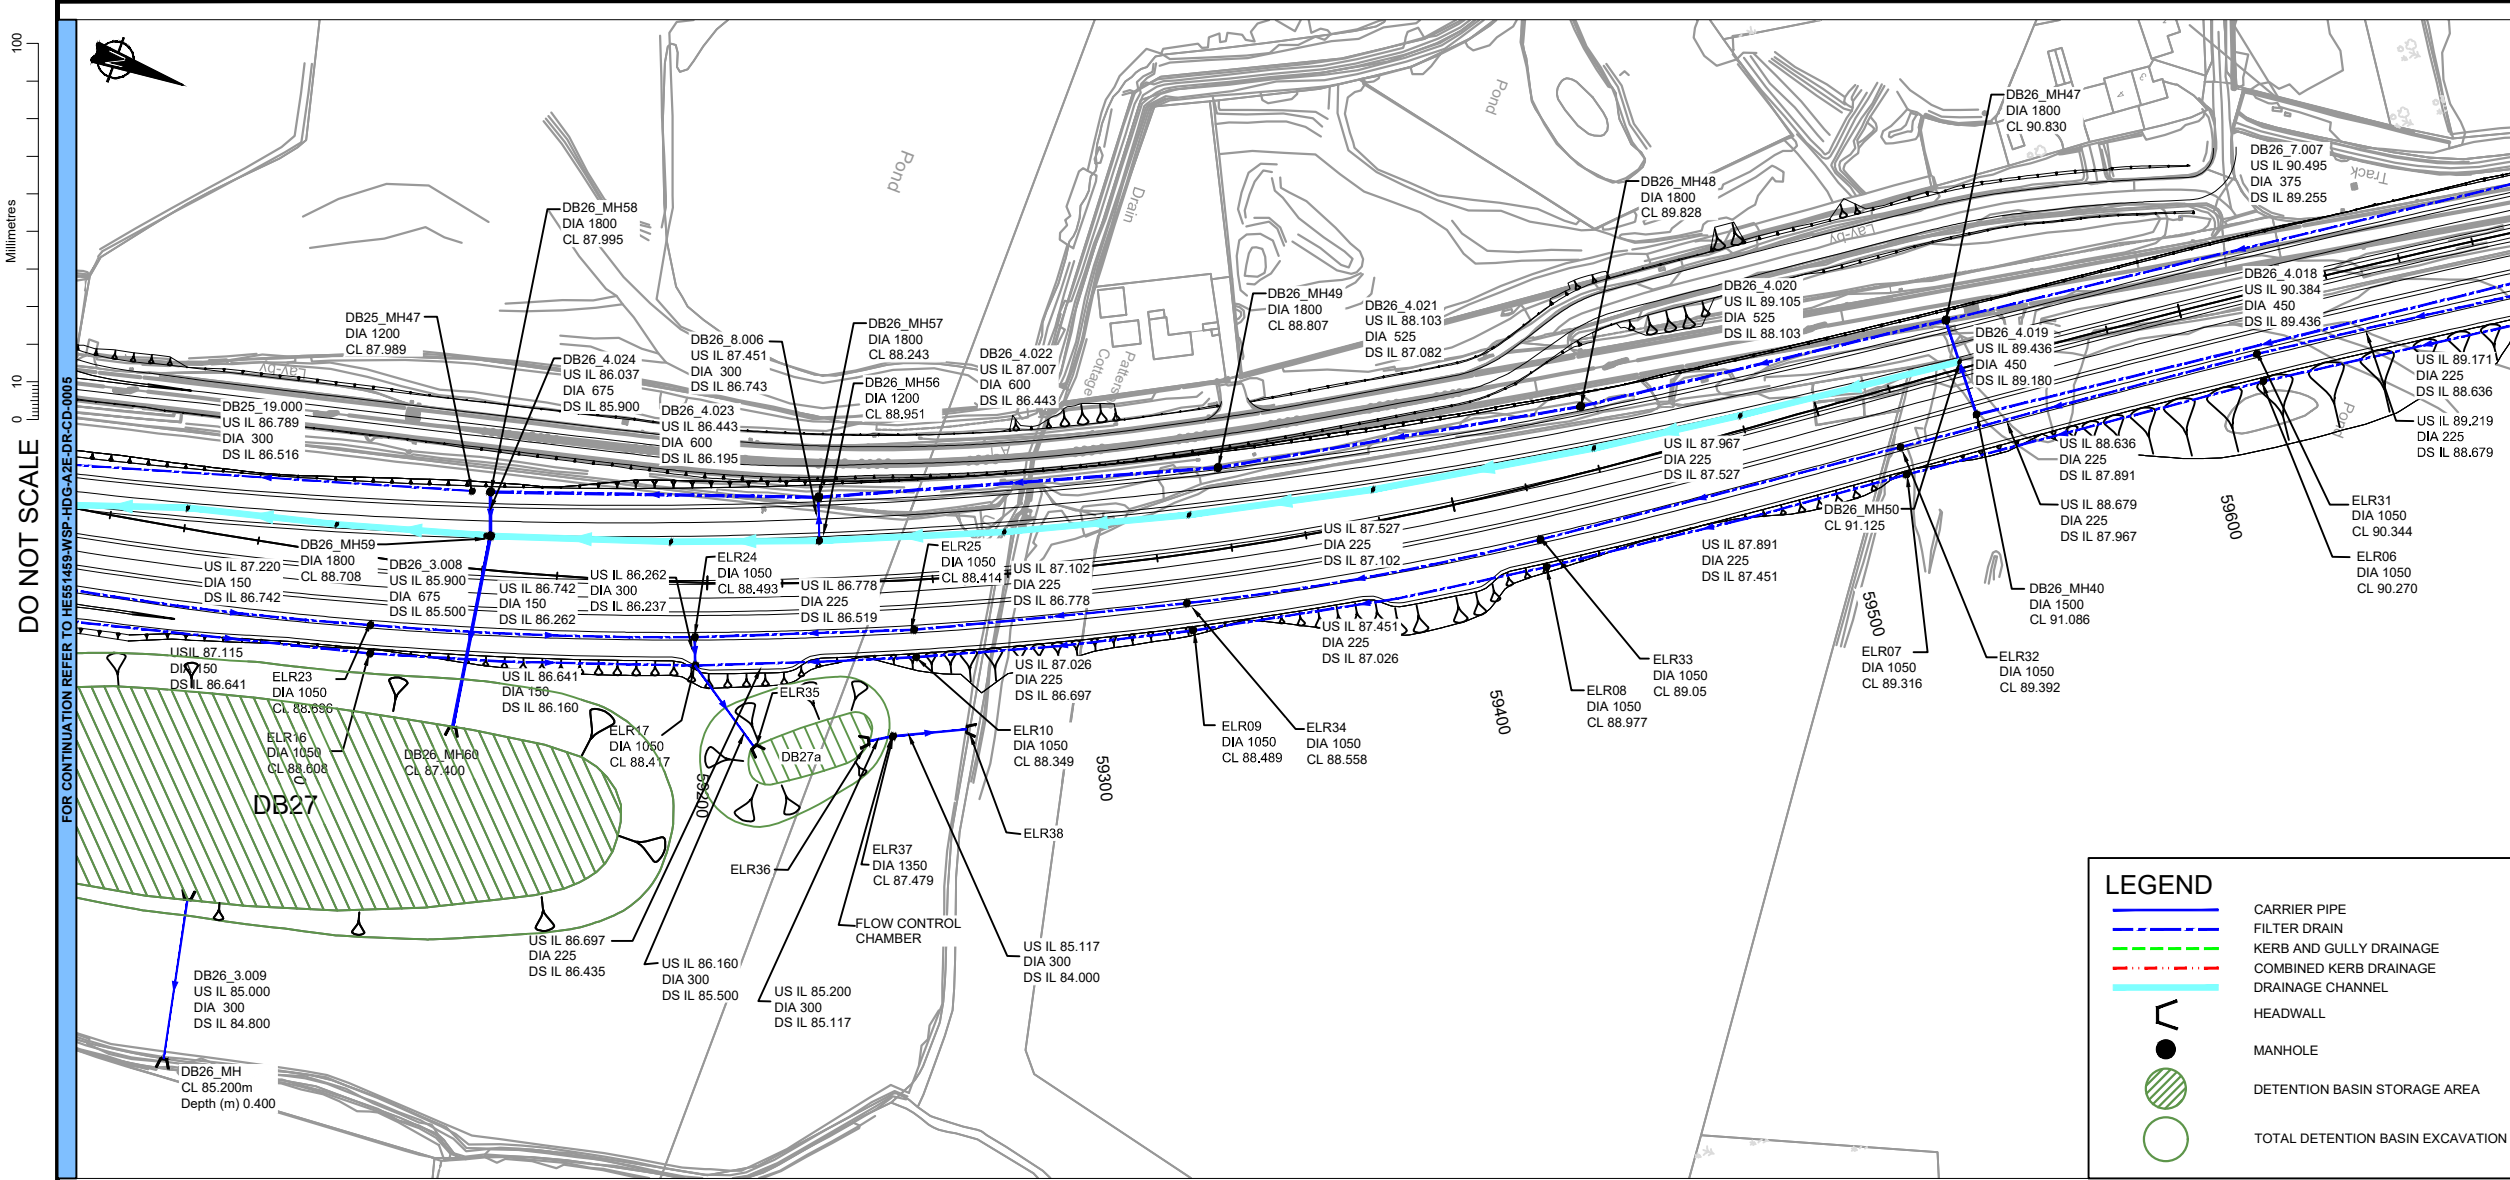 100
Millimetres
10
0
DO NOT SCALE
FOR CONTINUATION REFER TO HE551459-WSP-HDG-A2E-DR-CD-0005
DB26_MH58
DIA 1800
CL 87.995
DB25_MH47
DIA 1200
CL 87.989
DB26_4.024
US IL 86.037
DIA 675
DS IL 85.900
DB25_19.000
US IL 86.789
DIA 300
DS IL 86.516
DB26_8.006
US IL 87.451
DIA 300
DS IL 86.743
DB26_4.023
US IL 86.443
DIA 600
DS IL 86.195
DB26_MH57
DIA 1800
CL 88.243
DB26_MH56
DIA 1200
CL 88.951
DB26_4.022
US IL 87.007
DIA 600
DS IL 86.443
DB26_MH49
DIA 1800
CL 88.807
DB26_4.021
US IL 88.103
DIA 525
DS IL 87.082
DB26_MH48
DIA 1800
CL 89.828
DB26_4.020
US IL 89.105
DIA 525
DS IL 88.103
DB26_MH47
DIA 1800
CL 90.830
DB26_7.007
US IL 90.495
DIA 375
DS IL 89.255
DB26_4.018
US IL 90.384
DIA 450
DS IL 89.436
DB26_4.019
US IL 89.436
DIA 450
DS IL 89.180
US IL 89.171
DIA 225
DS IL 88.636
US IL 89.219
DIA 225
DS IL 88.679
Pond
Drain
Pond
Cottage
Lay-by
Lay-by
Track
Pond
DB26_MH59
DIA 1800
CL 88.708
US IL 87.220
DIA 150
DS IL 86.742
DB26_3.008
US IL 85.900
DIA 675
DS IL 85.500
US IL 86.742
DIA 150
DS IL 86.262
US IL 86.262
DIA 300
DS IL 86.237
ELR24
DIA 1050
CL 88.493
US IL 86.778
DIA 225
DS IL 86.519
ELR25
DIA 1050
CL 88.414
US IL 87.102
DIA 225
DS IL 86.778
US IL 87.527
DIA 225
DS IL 87.102
US IL 87.967
DIA 225
DS IL 87.527
DB26_MH50
CL 91.125
US IL 87.891
DIA 225
DS IL 87.451
US IL 88.636
DIA 225
DS IL 87.891
US IL 88.679
DIA 225
DS IL 87.967
ELR31
DIA 1050
CL 90.344
ELR06
DIA 1050
CL 90.270
DB26_MH40
DIA 1500
CL 91.086
59600
59500
59400
59300
59200
USIL 87.115
DIA 150
DS IL 86.641
ELR23
DIA 1050
CL 88.696
ELR16
DIA 1050
CL 88.608
US IL 86.641
DIA 150
DS IL 86.160
ELR17
DIA 1050
CL 88.417
DB26_MH60
CL 87.400
DB27
ELR35
DB27a
US IL 87.026
DIA 225
DS IL 86.697
ELR10
DIA 1050
CL 88.349
US IL 87.451
DIA 225
DS IL 87.026
ELR09
DIA 1050
CL 88.489
ELR34
DIA 1050
CL 88.558
ELR08
DIA 1050
CL 88.977
ELR33
DIA 1050
CL 89.05
ELR07
DIA 1050
CL 89.316
ELR32
DIA 1050
CL 89.392
ELR38
ELR36
ELR37
DIA 1350
CL 87.479
FLOW CONTROL
CHAMBER
US IL 86.697
DIA 225
DS IL 86.435
US IL 86.160
DIA 300
DS IL 85.500
US IL 85.200
DIA 300
DS IL 85.117
US IL 85.117
DIA 300
DS IL 84.000
DB26_3.009
US IL 85.000
DIA 300
DS IL 84.800
DB26_MH
CL 85.200m
Depth (m) 0.400
LEGEND
CARRIER PIPE
FILTER DRAIN
KERB AND GULLY DRAINAGE
COMBINED KERB DRAINAGE
DRAINAGE CHANNEL
HEADWALL
MANHOLE
DETENTION BASIN STORAGE AREA
TOTAL DETENTION BASIN EXCAVATION